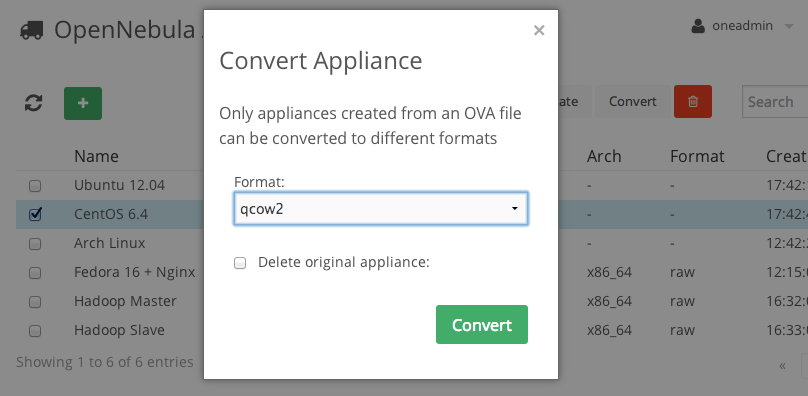 OpenNebula
oneadmin
×
Convert Appliance
Only appliances created from an OVA file
can be converted to different formats
Format:
qcow2
Delete original appliance:
Convert
Convert
Search
Name Arch Format
Ubuntu 12.04 - - 17:42:
CentOS 6.4 - - 17:42:
Arch Linux - - 12:42:
Fedora 16 + Nginx x86_64 raw 12:15:
Hadoop Master x86_64 raw 16:32:
Hadoop Slave x86_64 raw 16:33:
Showing 1 to 6 of 6 entries
«